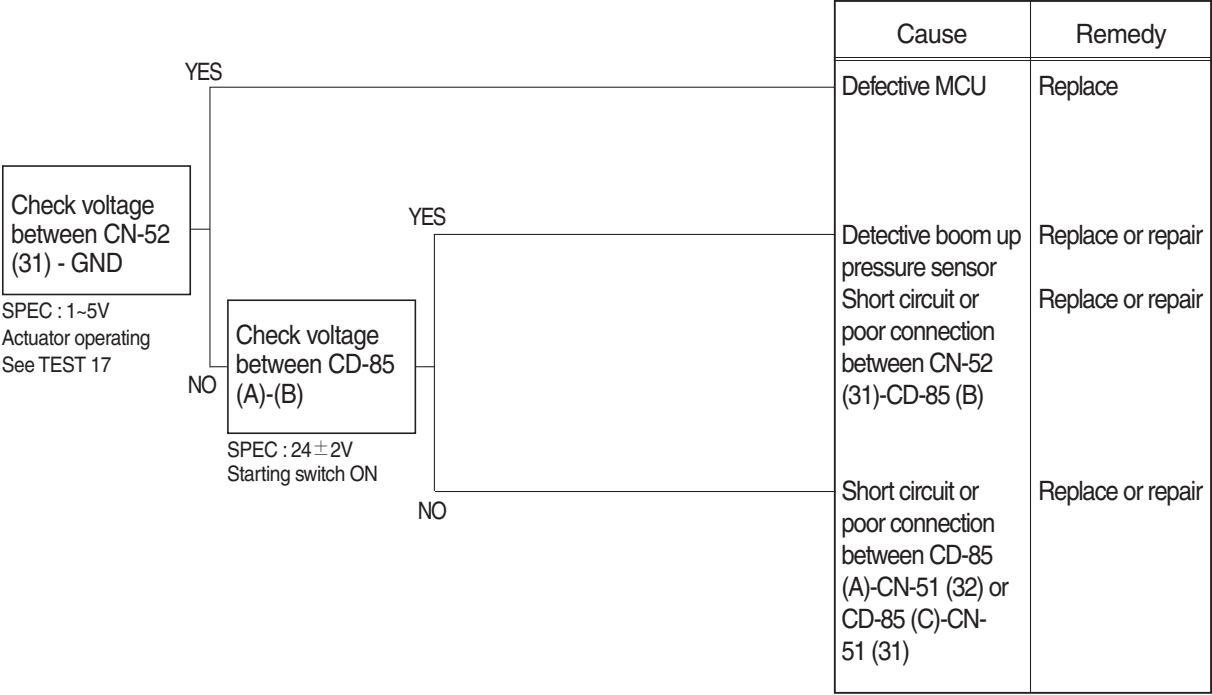 Cause
Remedy
YES
Defective MCU
Replace
Check voltage
between CN-52
(31) - GND
SPEC : 1~5V
Actuator operating
See TEST 17
NO
YES
Detective boom up
pressure sensor
Replace or repair
Short circuit or
poor connection
between CN-52
(31)-CD-85 (B)
Replace or repair
Check voltage
between CD-85
(A)-(B)
SPEC : 24±2V
Starting switch ON
NO
Short circuit or
poor connection
between CD-85
(A)-CN-51 (32) or
CD-85 (C)-CN-
51 (31)
Replace or repair